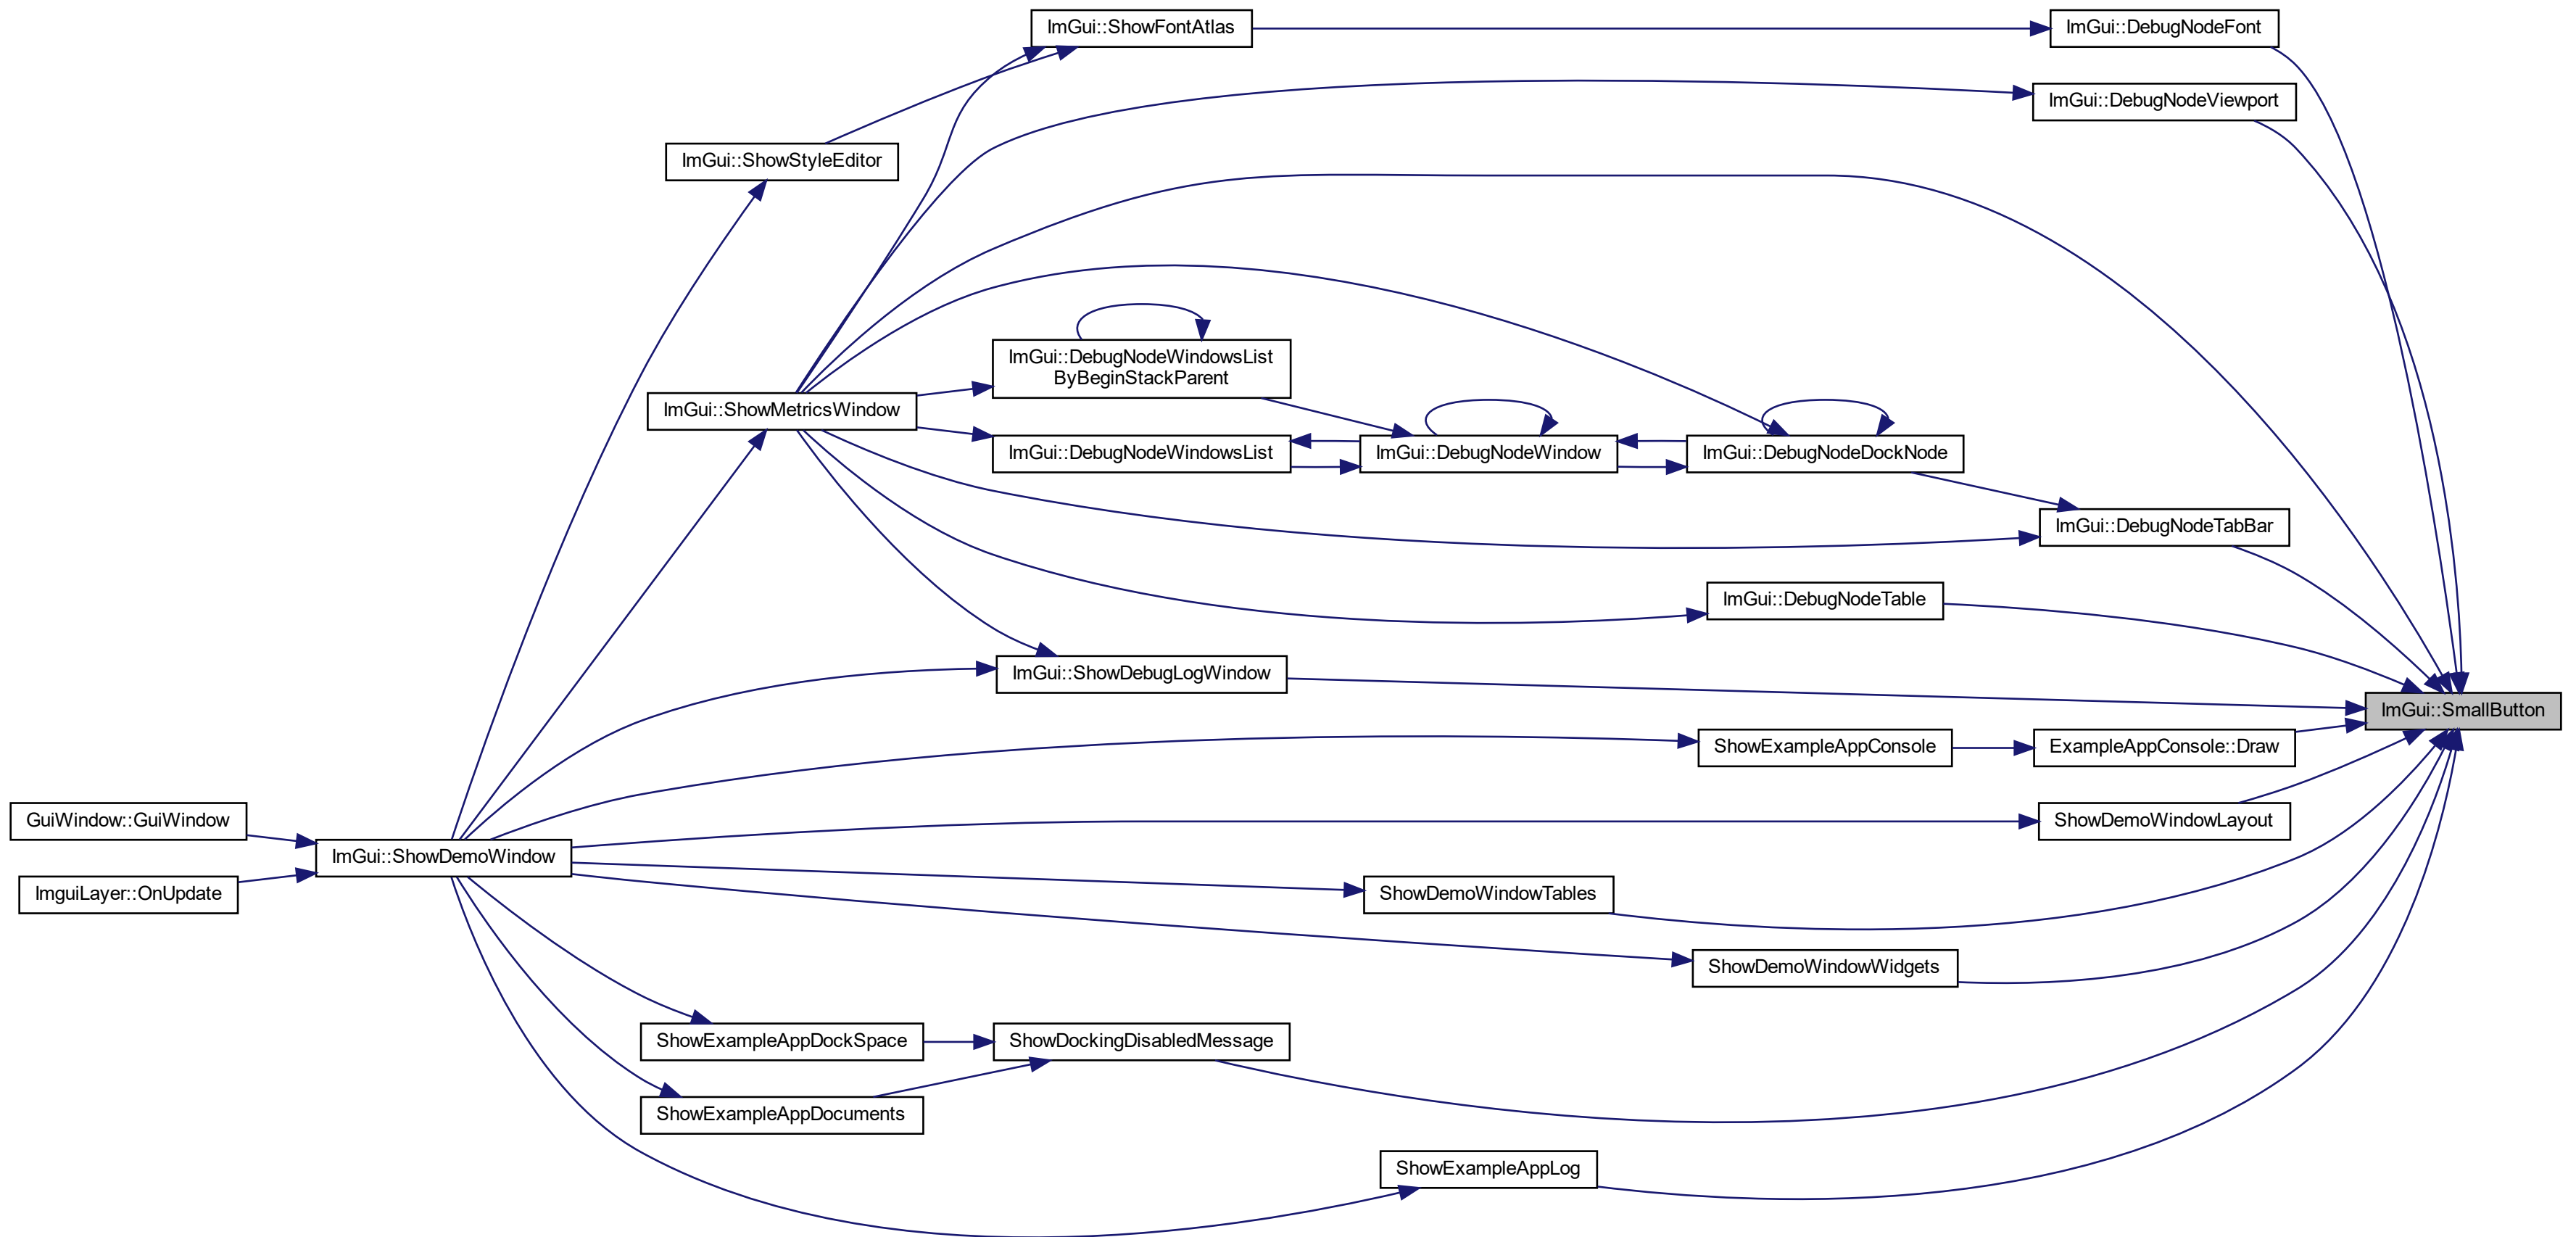 ImGui::ShowFontAtlas
ImGui::DebugNodeFont
ImGui::DebugNodeViewport
ImGui::ShowStyleEditor
ImGui::DebugNodeWindowsList
ByBeginStackParent
ImGui::ShowMetricsWindow
ImGui::DebugNodeWindowsList
ImGui::DebugNodeWindow
ImGui::DebugNodeDockNode
ImGui::DebugNodeTabBar
ImGui::DebugNodeTable
ImGui::ShowDebugLogWindow
ImGui::SmallButton
ShowExampleAppConsole
ExampleAppConsole::Draw
GuiWindow::GuiWindow
ShowDemoWindowLayout
ImGui::ShowDemoWindow
ImguiLayer::OnUpdate
ShowDemoWindowTables
ShowDemoWindowWidgets
ShowExampleAppDockSpace
ShowDockingDisabledMessage
ShowExampleAppDocuments
ShowExampleAppLog